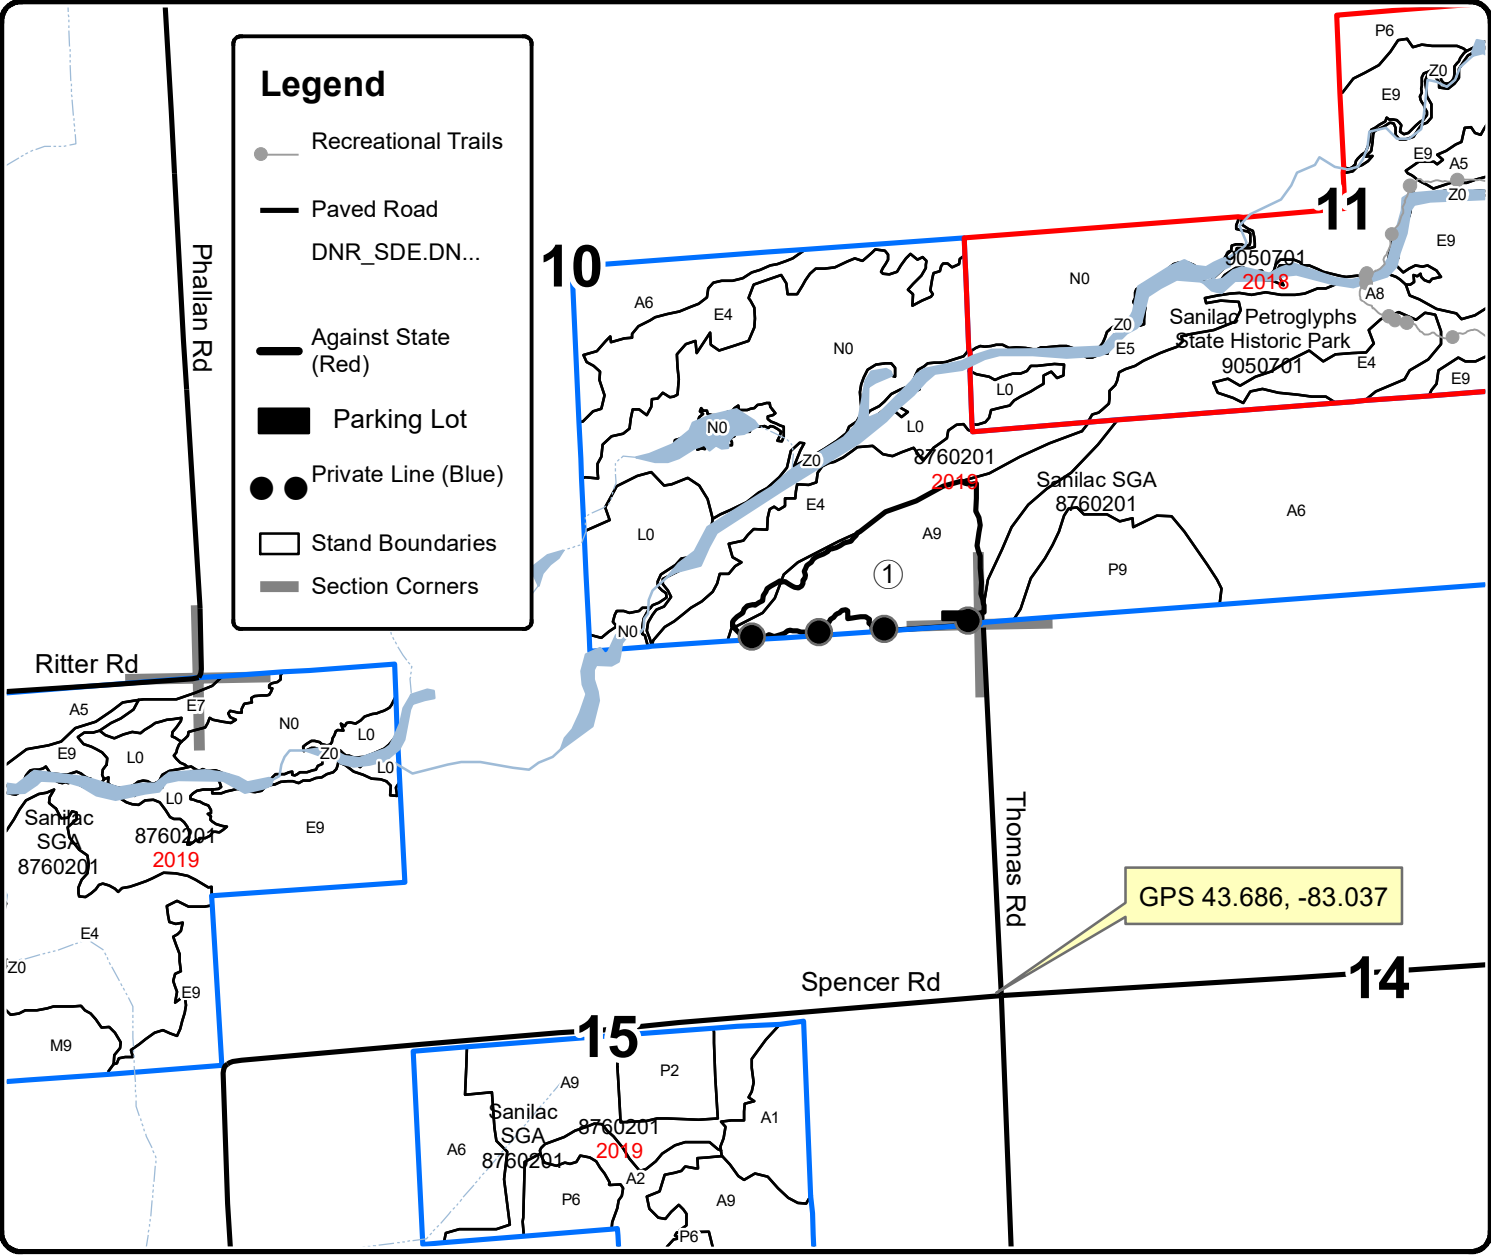 Legend
Recreational Trails
Paved Road
DNR_SDE.DN...
Against State
(Red)
Parking Lot
Private Line (Blue)
Stand Boundaries
Section Corners
Phallan Rd
Ritter Rd
10
11
P6
Z0
E9
E9
A5
Z0
E9
9050701
2018
A8
Sanilac Petroglyphs
State Historic Park
9050701
E4
E9
N0
Z0
E5
L0
A6
E4
N0
N0
L0
Z0
8760201
2019
E4
L0
A9
1
N0
Sanilac SGA
8760201
A6
P9
A5
E7
N0
E9
L0
Z0
L0
L0
L0
Sanilac
SGA
8760201
8760201
2019
E9
E4
Z0
E9
M9
Thomas Rd
GPS 43.686, -83.037
Spencer Rd
14
15
A9
P2
Sanilac
SGA
8760201
8760201
2019
A1
A6
A2
P6
A9
P6